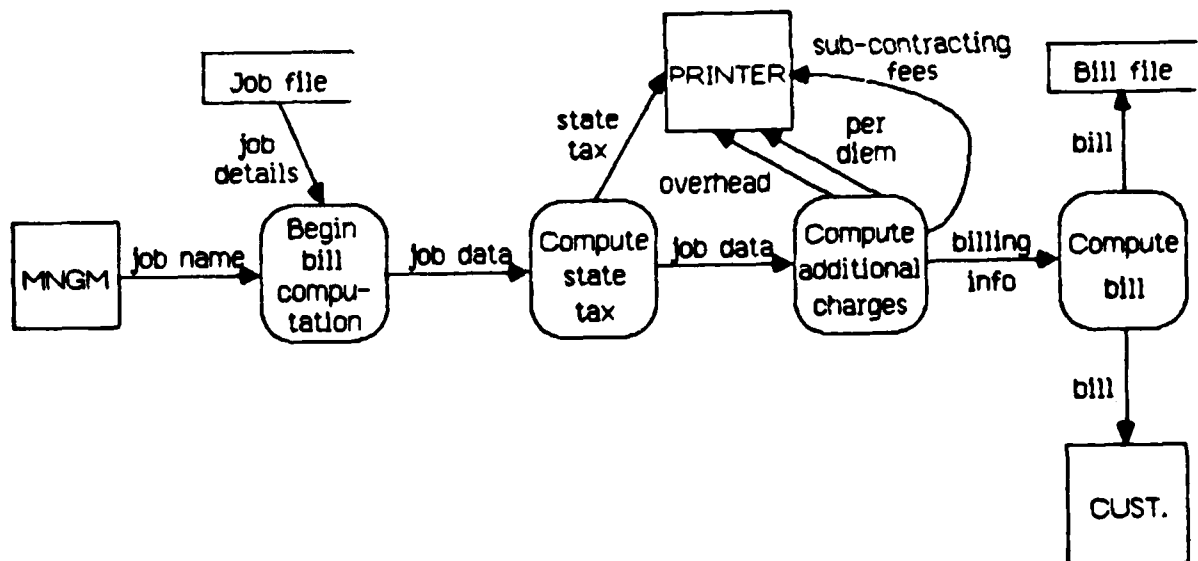 Job file
job
details
MNGM
job name
Begin
bill
compu-
tation
job data
Compute
state
tax
state
tax
PRINTER
sub-contracting
fees
per
diem
overhead
job data
Compute
additional
charges
billing
info
Compute
bill
bill
Bill file
bill
CUST.